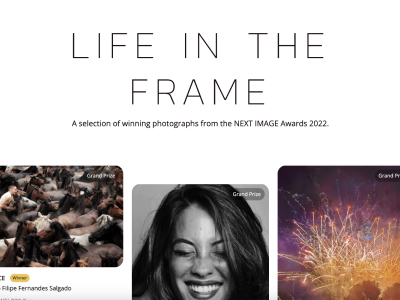 LIFE IN THE
FRAME
A selection of winning photographs from the NEXT IMAGE Awards 2022.
Grand Prize
Grand Prize
Grand
CE Winner
Filipe Fernandes Salgado